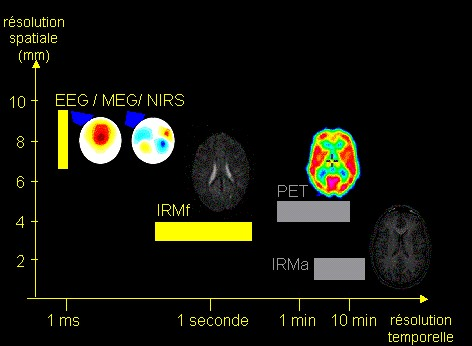 résolution
spatiale
(mm)
10
8
6
4
2
EEG / MEG/ NIRS
IRMf
PET
IRMa
1 ms
1 seconde
1 min
10 min
résolution
temporelle